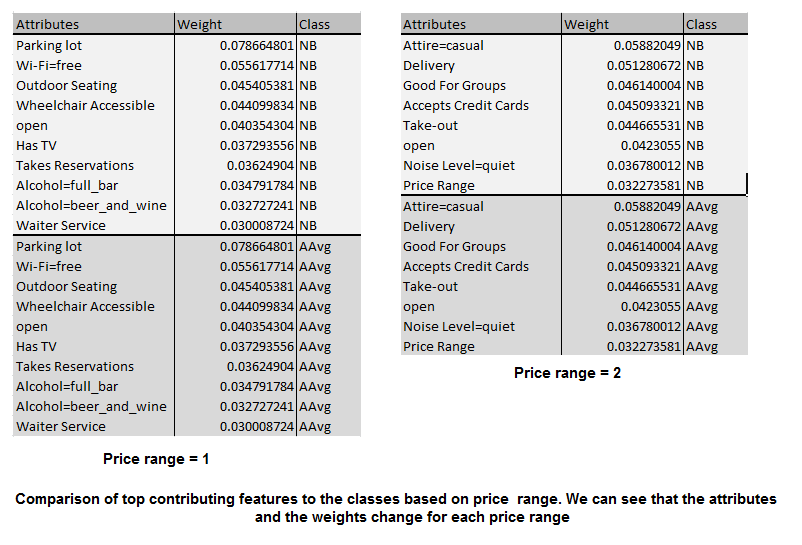 Attributes Weight Class
Parking lot 0.078664801 NB
Wi-Fi=free 0.055617714 NB
Outdoor Seating 0.045405381 NB
Wheelchair Accessible 0.044099834 NB
open 0.040354304 NB
Has TV 0.037293556 NB
Takes Reservations 0.03624904 NB
Alcohol=full_bar 0.034791784 NB
Alcohol=beer_and_wine 0.032727241 NB
Waiter Service 0.030008724 NB
Parking lot 0.078664801 AAvg
Wi-Fi=free 0.055617714 AAvg
Outdoor Seating 0.045405381 AAvg
Wheelchair Accessible 0.044099834 AAvg
open 0.040354304 AAvg
Has TV 0.037293556 AAvg
Takes Reservations 0.03624904 AAvg
Alcohol=full_bar 0.034791784 AAvg
Alcohol=beer_and_wine 0.032727241 AAvg
Waiter Service 0.030008724 AAvg
Price range = 1
Attributes Weight Class
Attire=casual 0.05882049 NB
Delivery 0.051280672 NB
Good For Groups 0.046140004 NB
Accepts Credit Cards 0.045093321 NB
Take-out 0.044665531 NB
open 0.0423055 NB
Noise Level=quiet 0.036780012 NB
Price Range 0.032273581 NB
Attire=casual 0.05882049 AAvg
Delivery 0.051280672 AAvg
Good For Groups 0.046140004 AAvg
Accepts Credit Cards 0.045093321 AAvg
Take-out 0.044665531 AAvg
open 0.0423055 AAvg
Noise Level=quiet 0.036780012 AAvg
Price Range 0.032273581 AAvg
Price range = 2
Comparison of top contributing features to the classes based on price range. We can see that the attributes
and the weights change for each price range